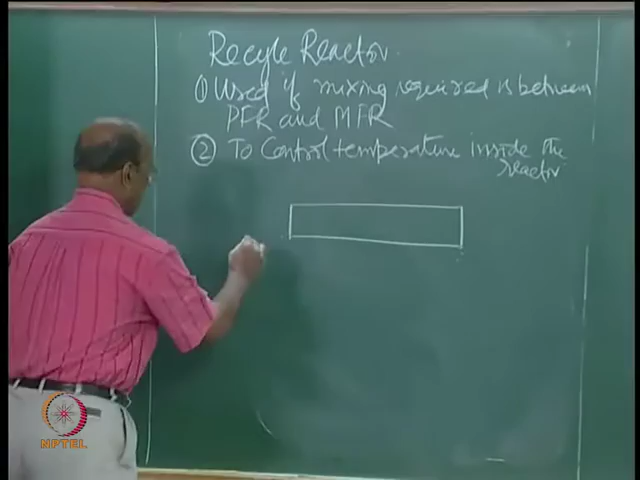 Recycle Reactor
① Used if mixing required is between
PFR and MFR
② To Control temperature inside the
reactor
NPTEL